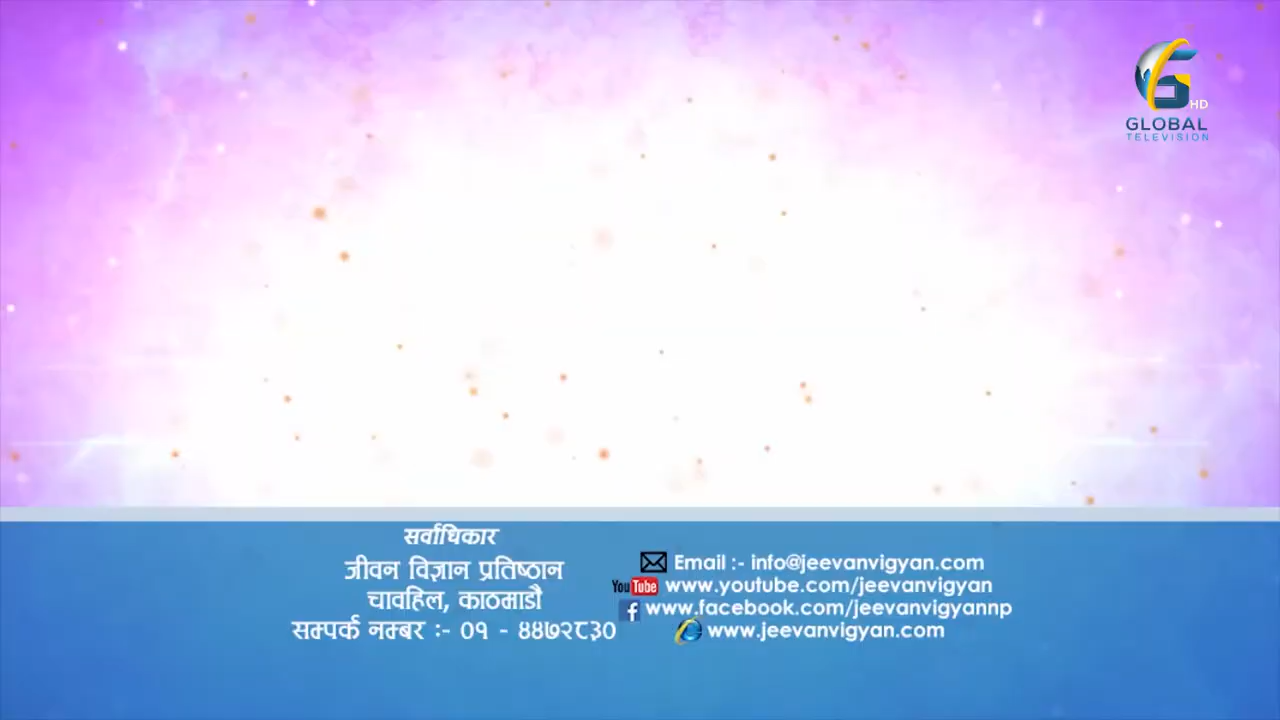 HD
GLOBAL
TELEVISION
सर्वाधिकार
जीवन विज्ञान प्रतिष्ठान
चावहिल, काठमाडौ
सम्पर्क नम्बर :- ०१ - ४४७२८३०
Email :- info@jeevanvigyan.com
YouTube www.youtube.com/jeevanvigyan
f www.facebook.com/jeevanvigyannp
www.jeevanvigyan.com